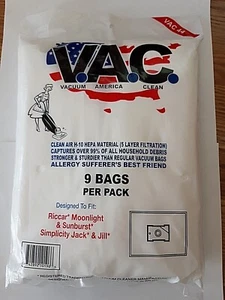 VAC-44
V.A.C.
VACUUM AMERICA CLEAN
CLEAN AIR H-10 HEPA MATERIAL (5 LAYER FILTRATION)
CAPTURES OVER 99% OF ALL HOUSEHOLD DEBRIS
STRONGER & STURDIER THAN REGULAR VACUUM BAGS
ALLERGY SUFFERER'S BEST FRIEND
9 BAGS
PER PACK
Designed To Fit:
Riccar* Moonlight
& Sunburst*
Simplicity Jack* & Jill*